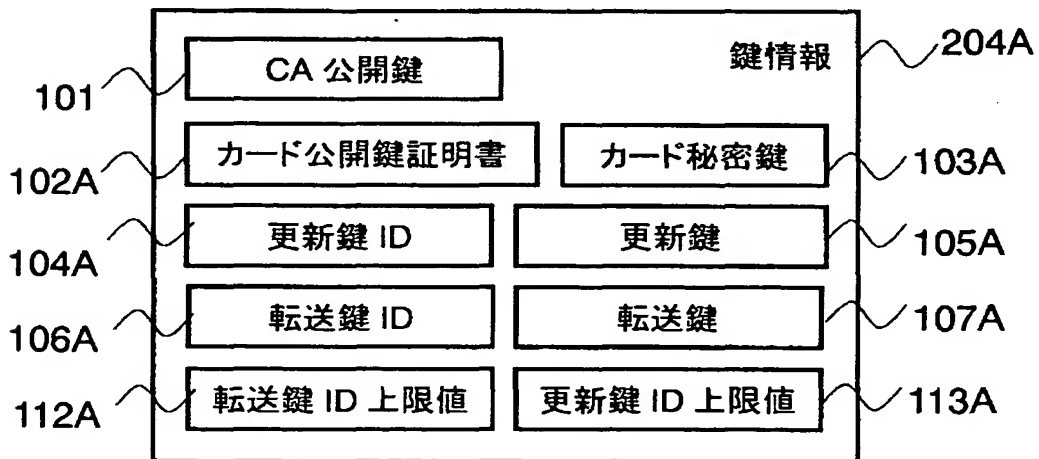 CA 公開鍵
鍵情報
204A
101
カード公開鍵証明書
カード秘密鍵
102A
103A
更新鍵 ID
更新鍵
104A
105A
転送鍵 ID
転送鍵
106A
107A
転送鍵 ID 上限値
更新鍵 ID 上限値
112A
113A